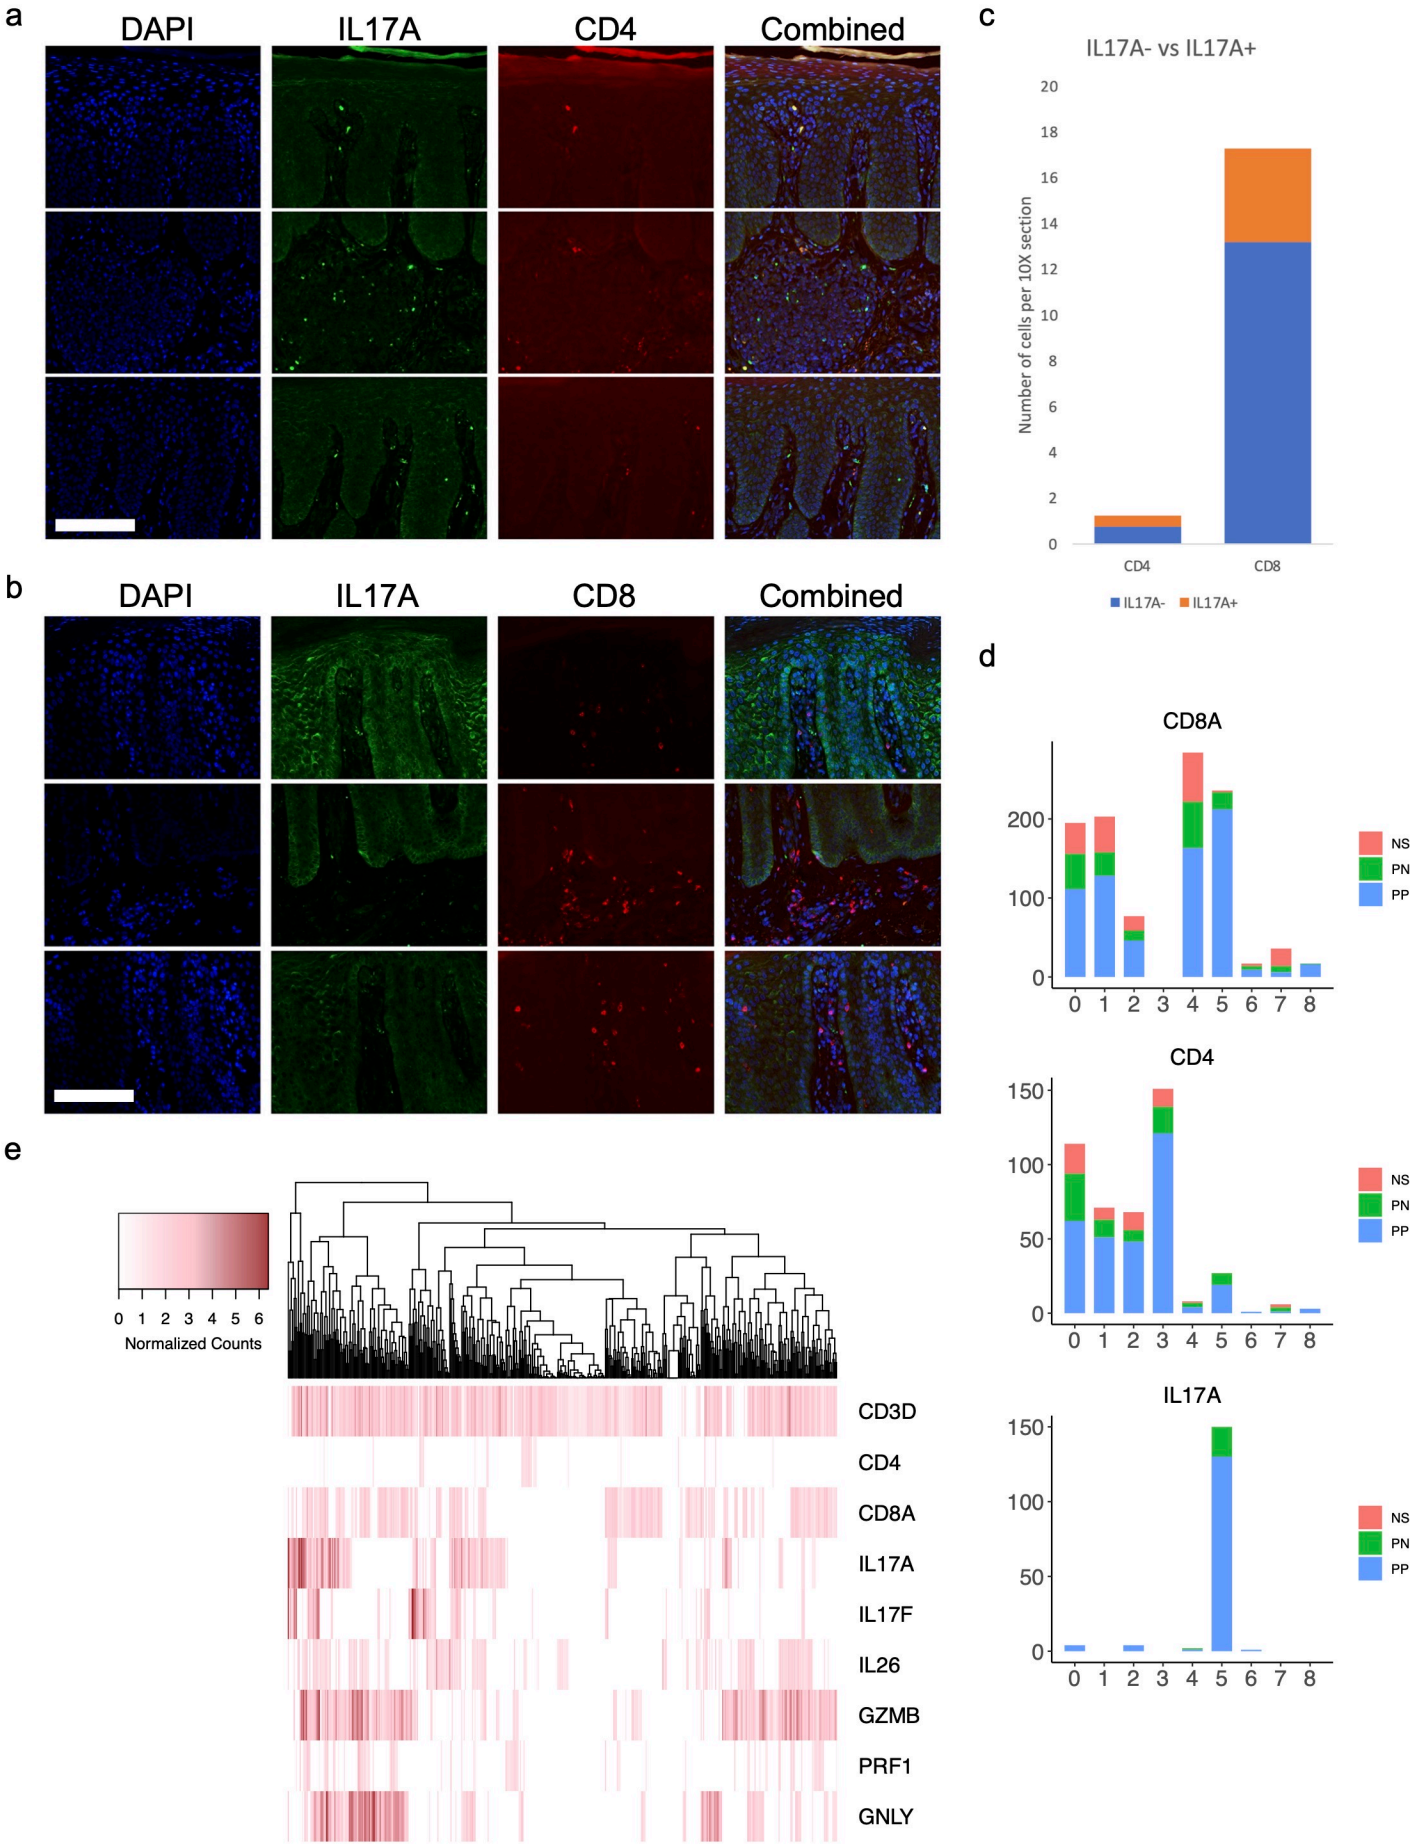 a
DAPI IL17A CD4 Combined
b
DAPI IL17A CD8 Combined
c
IL17A- vs IL17A+
Number of cells per 10X section
20
18
16
14
12
10
8
6
4
2
0
CD4 CD8
IL17A- IL17A+
d
CD8A
200
100
0
0 1 2 3 4 5 6 7 8
NS
PN
PP
CD4
150
100
50
0
0 1 2 3 4 5 6 7 8
NS
PN
PP
IL17A
150
100
50
0
0 1 2 3 4 5 6 7 8
NS
PN
PP
e
0 1 2 3 4 5 6
Normalized Counts
CD3D
CD4
CD8A
IL17A
IL17F
IL26
GZMB
PRF1
GNLY